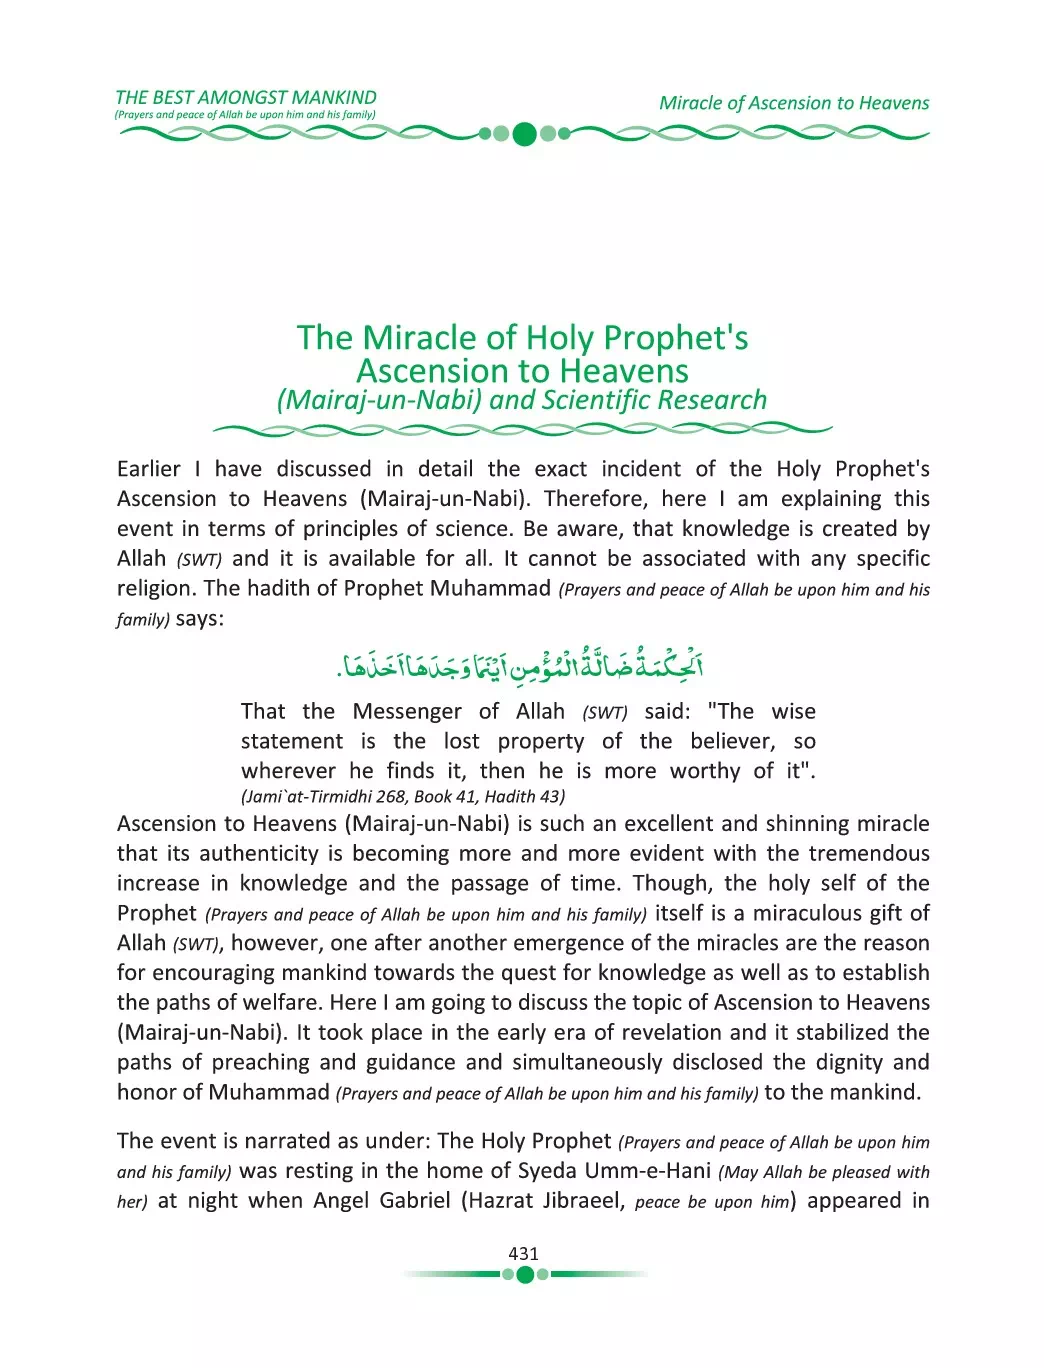 THE BEST AMONGST MANKIND
(Prayers and peace of Allah be upon him and his family)
Miracle of Ascension to Heavens
The Miracle of Holy Prophet's
Ascension to Heavens
(Mairaj-un-Nabi) and Scientific Research
Earlier I have discussed in detail the exact incident of the Holy Prophet's
Ascension to Heavens (Mairaj-un-Nabi). Therefore, here I am explaining this
event in terms of principles of science. Be aware, that knowledge is created by
Allah (SWT) and it is available for all. It cannot be associated with any specific
religion. The hadith of Prophet Muhammad (Prayers and peace of Allah be upon him and his
family) says:
اَلْحِكْمَةُ ضَالَّةُ الْمُؤْمِنِ اَيْنَمَا وَجَدَهَا اَخَذَهَا.
That the Messenger of Allah (SWT) said: "The wise
statement is the lost property of the believer, so
wherever he finds it, then he is more worthy of it".
(Jami`at-Tirmidhi 268, Book 41, Hadith 43)
Ascension to Heavens (Mairaj-un-Nabi) is such an excellent and shinning miracle
that its authenticity is becoming more and more evident with the tremendous
increase in knowledge and the passage of time. Though, the holy self of the
Prophet (Prayers and peace of Allah be upon him and his family) itself is a miraculous gift of
Allah (SWT), however, one after another emergence of the miracles are the reason
for encouraging mankind towards the quest for knowledge as well as to establish
the paths of welfare. Here I am going to discuss the topic of Ascension to Heavens
(Mairaj-un-Nabi). It took place in the early era of revelation and it stabilized the
paths of preaching and guidance and simultaneously disclosed the dignity and
honor of Muhammad (Prayers and peace of Allah be upon him and his family) to the mankind.
The event is narrated as under: The Holy Prophet (Prayers and peace of Allah be upon him
and his family) was resting in the home of Syeda Umm-e-Hani (May Allah be pleased with
her) at night when Angel Gabriel (Hazrat Jibraeel, peace be upon him) appeared in
431